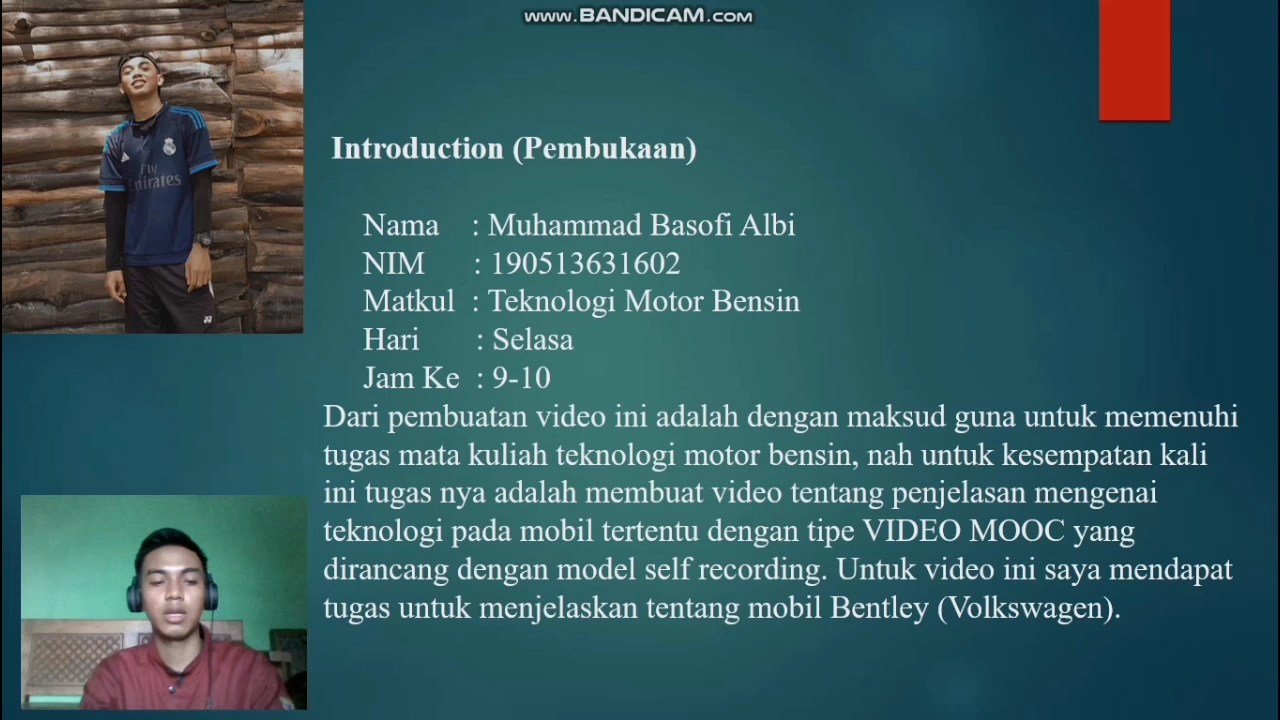 www.BANDICAM.com
Fly
Emirates
Introduction (Pembukaan)
Nama : Muhammad Basofi Albi
NIM : 190513631602
Matkul : Teknologi Motor Bensin
Hari : Selasa
Jam Ke : 9-10
Dari pembuatan video ini adalah dengan maksud guna untuk memenuhi
tugas mata kuliah teknologi motor bensin, nah untuk kesempatan kali
ini tugas nya adalah membuat video tentang penjelasan mengenai
teknologi pada mobil tertentu dengan tipe VIDEO MOOC yang
dirancang dengan model self recording. Untuk video ini saya mendapat
tugas untuk menjelaskan tentang mobil Bentley (Volkswagen).